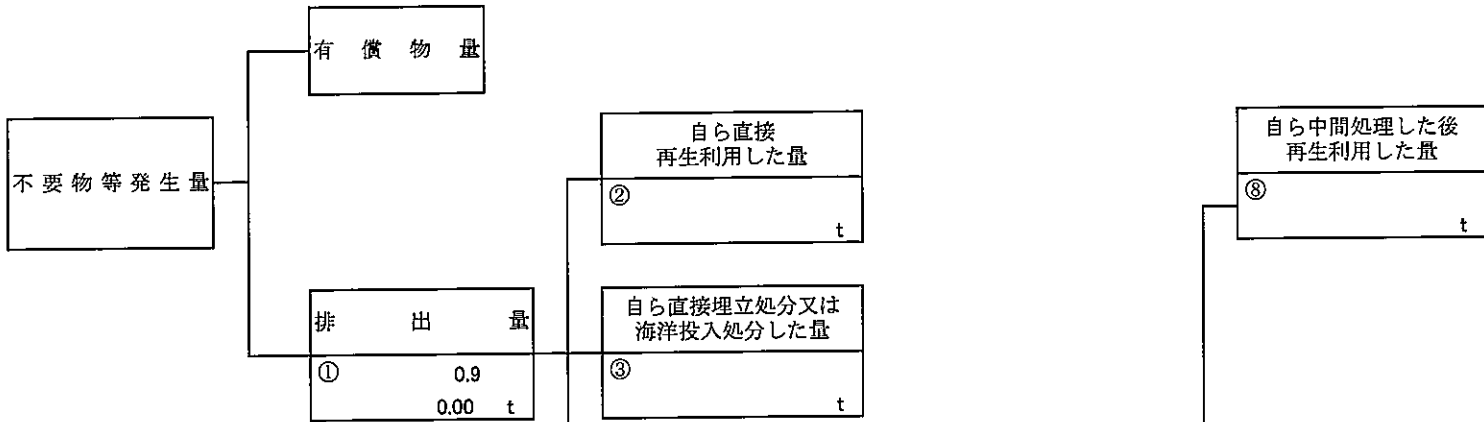 有償物量
自ら直接
再生利用した量
②
t
自ら中間処理した後
再生利用した量
⑧
t
不要物等発生量
排出量
① 0.9
0.00 t
自ら直接埋立処分又は
海洋投入処分した量
③
t